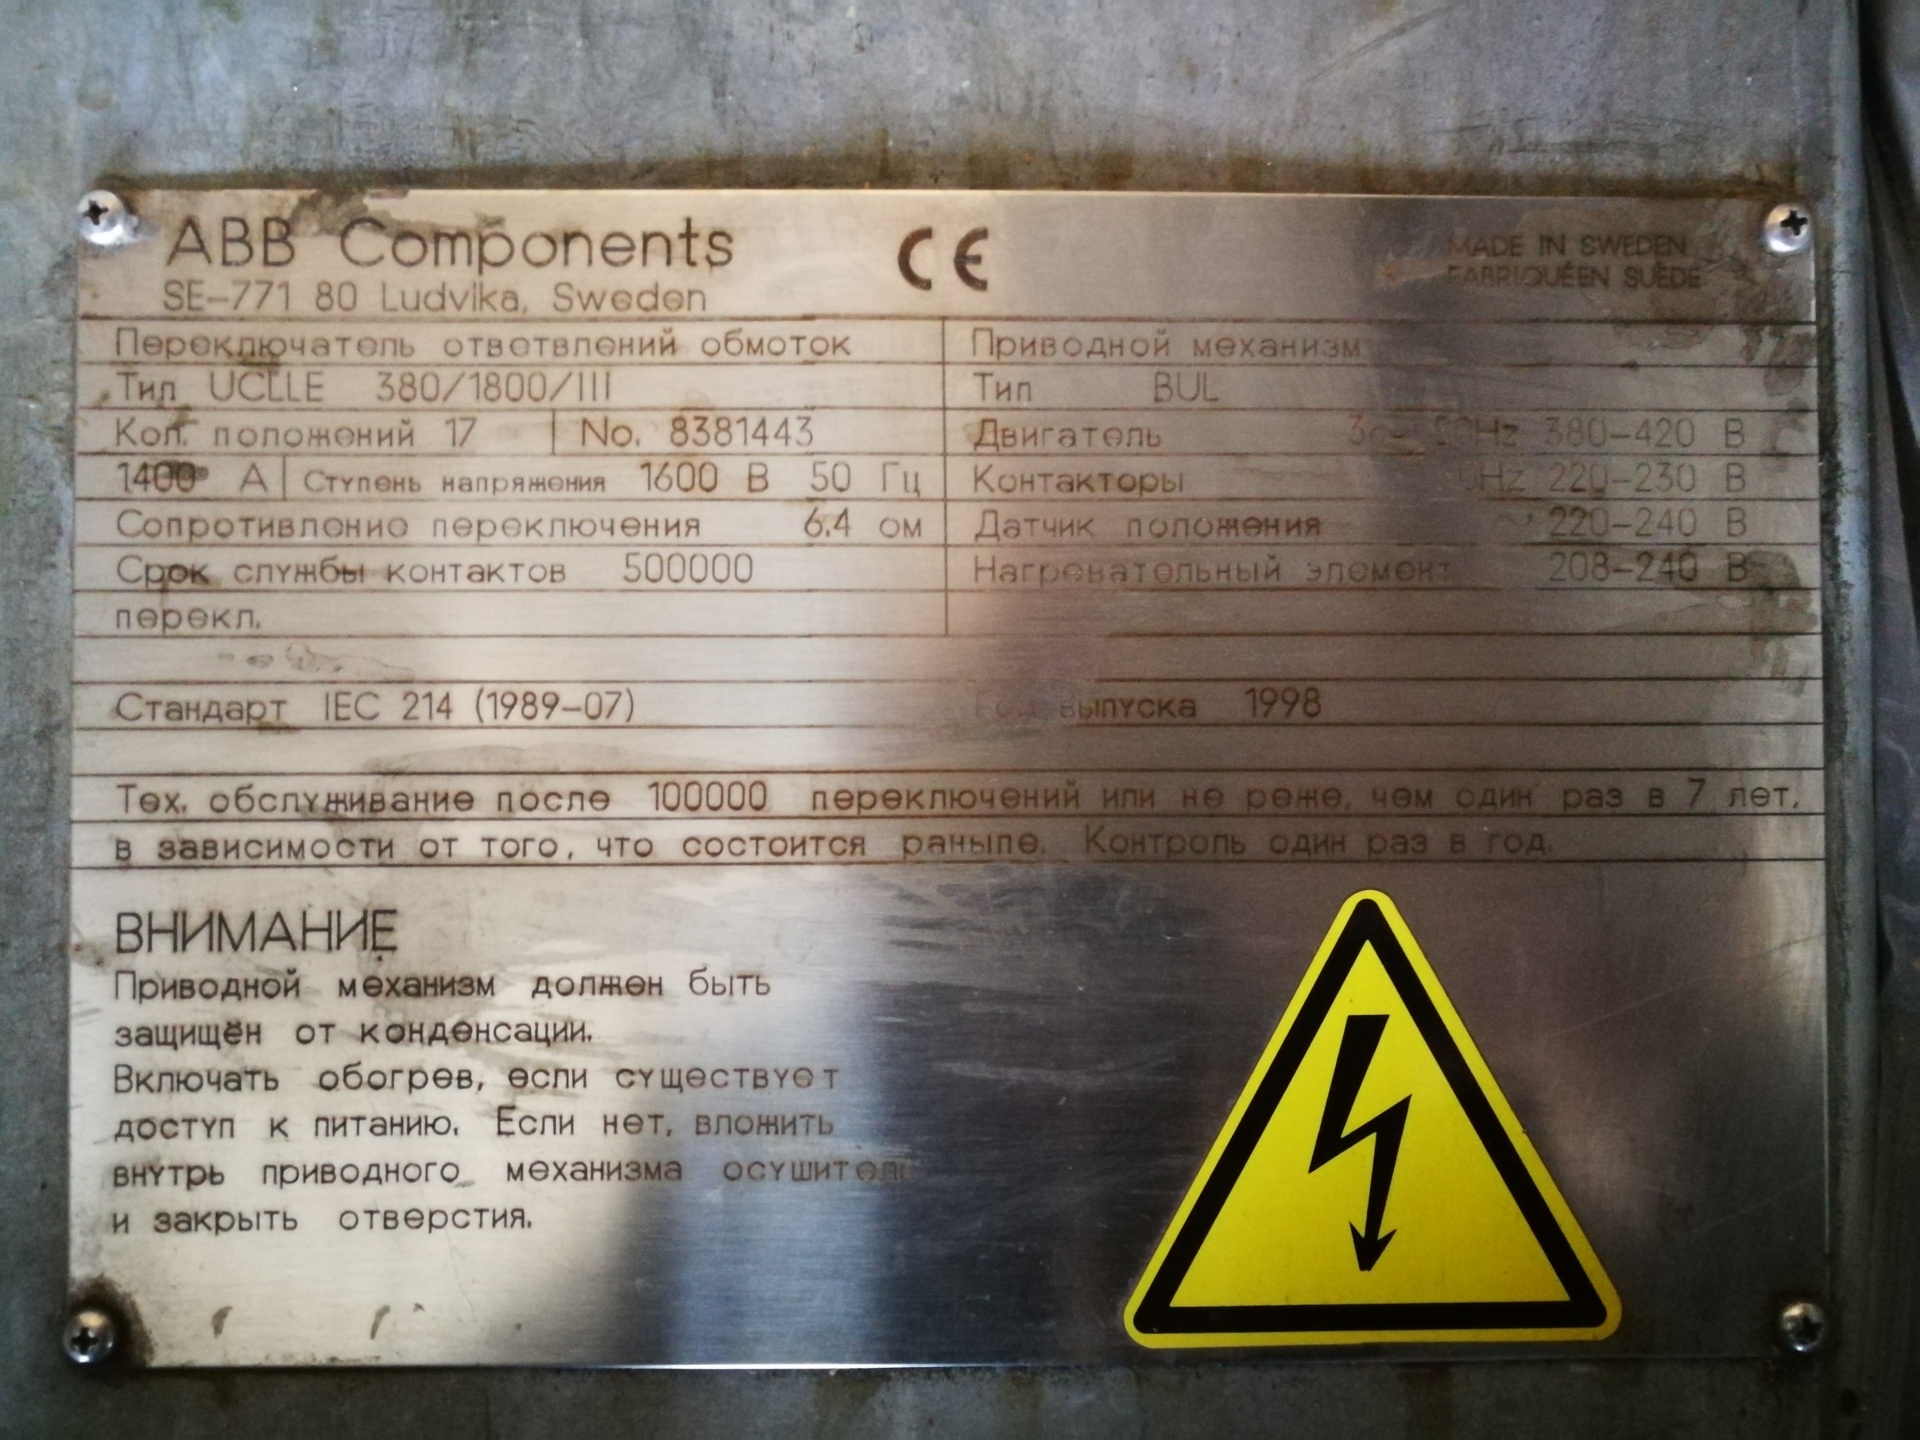 ABB Components
SE-771 80 Ludvika, Sweden
CE
MADE IN SWEDEN
FABRIQUÉEN SUÈDE
Переключатель ответвлений обмоток
Тип UCLLE 380/1800/III
Кол. положений 17 No. 8381443
1400 А Ступень напряжения 1600 В 50 Гц
Сопротивление переключения 6.4 ом
Срок службы контактов 500000
перекл.
Приводной механизм
Тип BUL
Двигатель 380-420 В
Контакторы 220-230 В
Датчик положения 220-240 В
Нагревательный элемент 208-240 В
Стандарт IEC 214 (1989-07)
выпуска 1998
Тех. обслуживание после 100000 переключений или не реже, чем один раз в 7 лет,
в зависимости от того, что состоится раньше. Контроль один раз в год.
ВНИМАНИЕ
Приводной механизм должен быть
защищён от конденсации.
Включать обогрев, если существует
доступ к питанию. Если нет, вложить
внутрь приводного механизма осушитель
и закрыть отверстия.